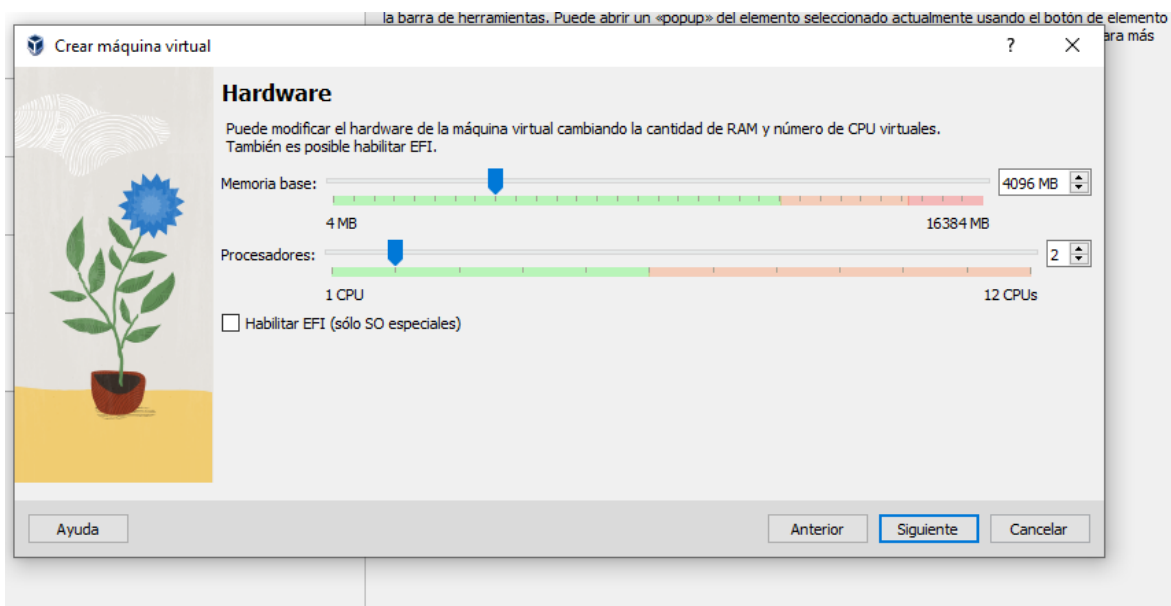 la barra de herramientas. Puede abrir un «popup» del elemento seleccionado actualmente usando el botón de elemento
ara más
Crear máquina virtual
?
Hardware
Puede modificar el hardware de la máquina virtual cambiando la cantidad de RAM y número de CPU virtuales.
También es posible habilitar EFI.
Memoria base:
4096 MB
4 MB
16384 MB
Procesadores:
2
1 CPU
12 CPUs
Habilitar EFI (sólo SO especiales)
Ayuda
Anterior
Siguiente
Cancelar